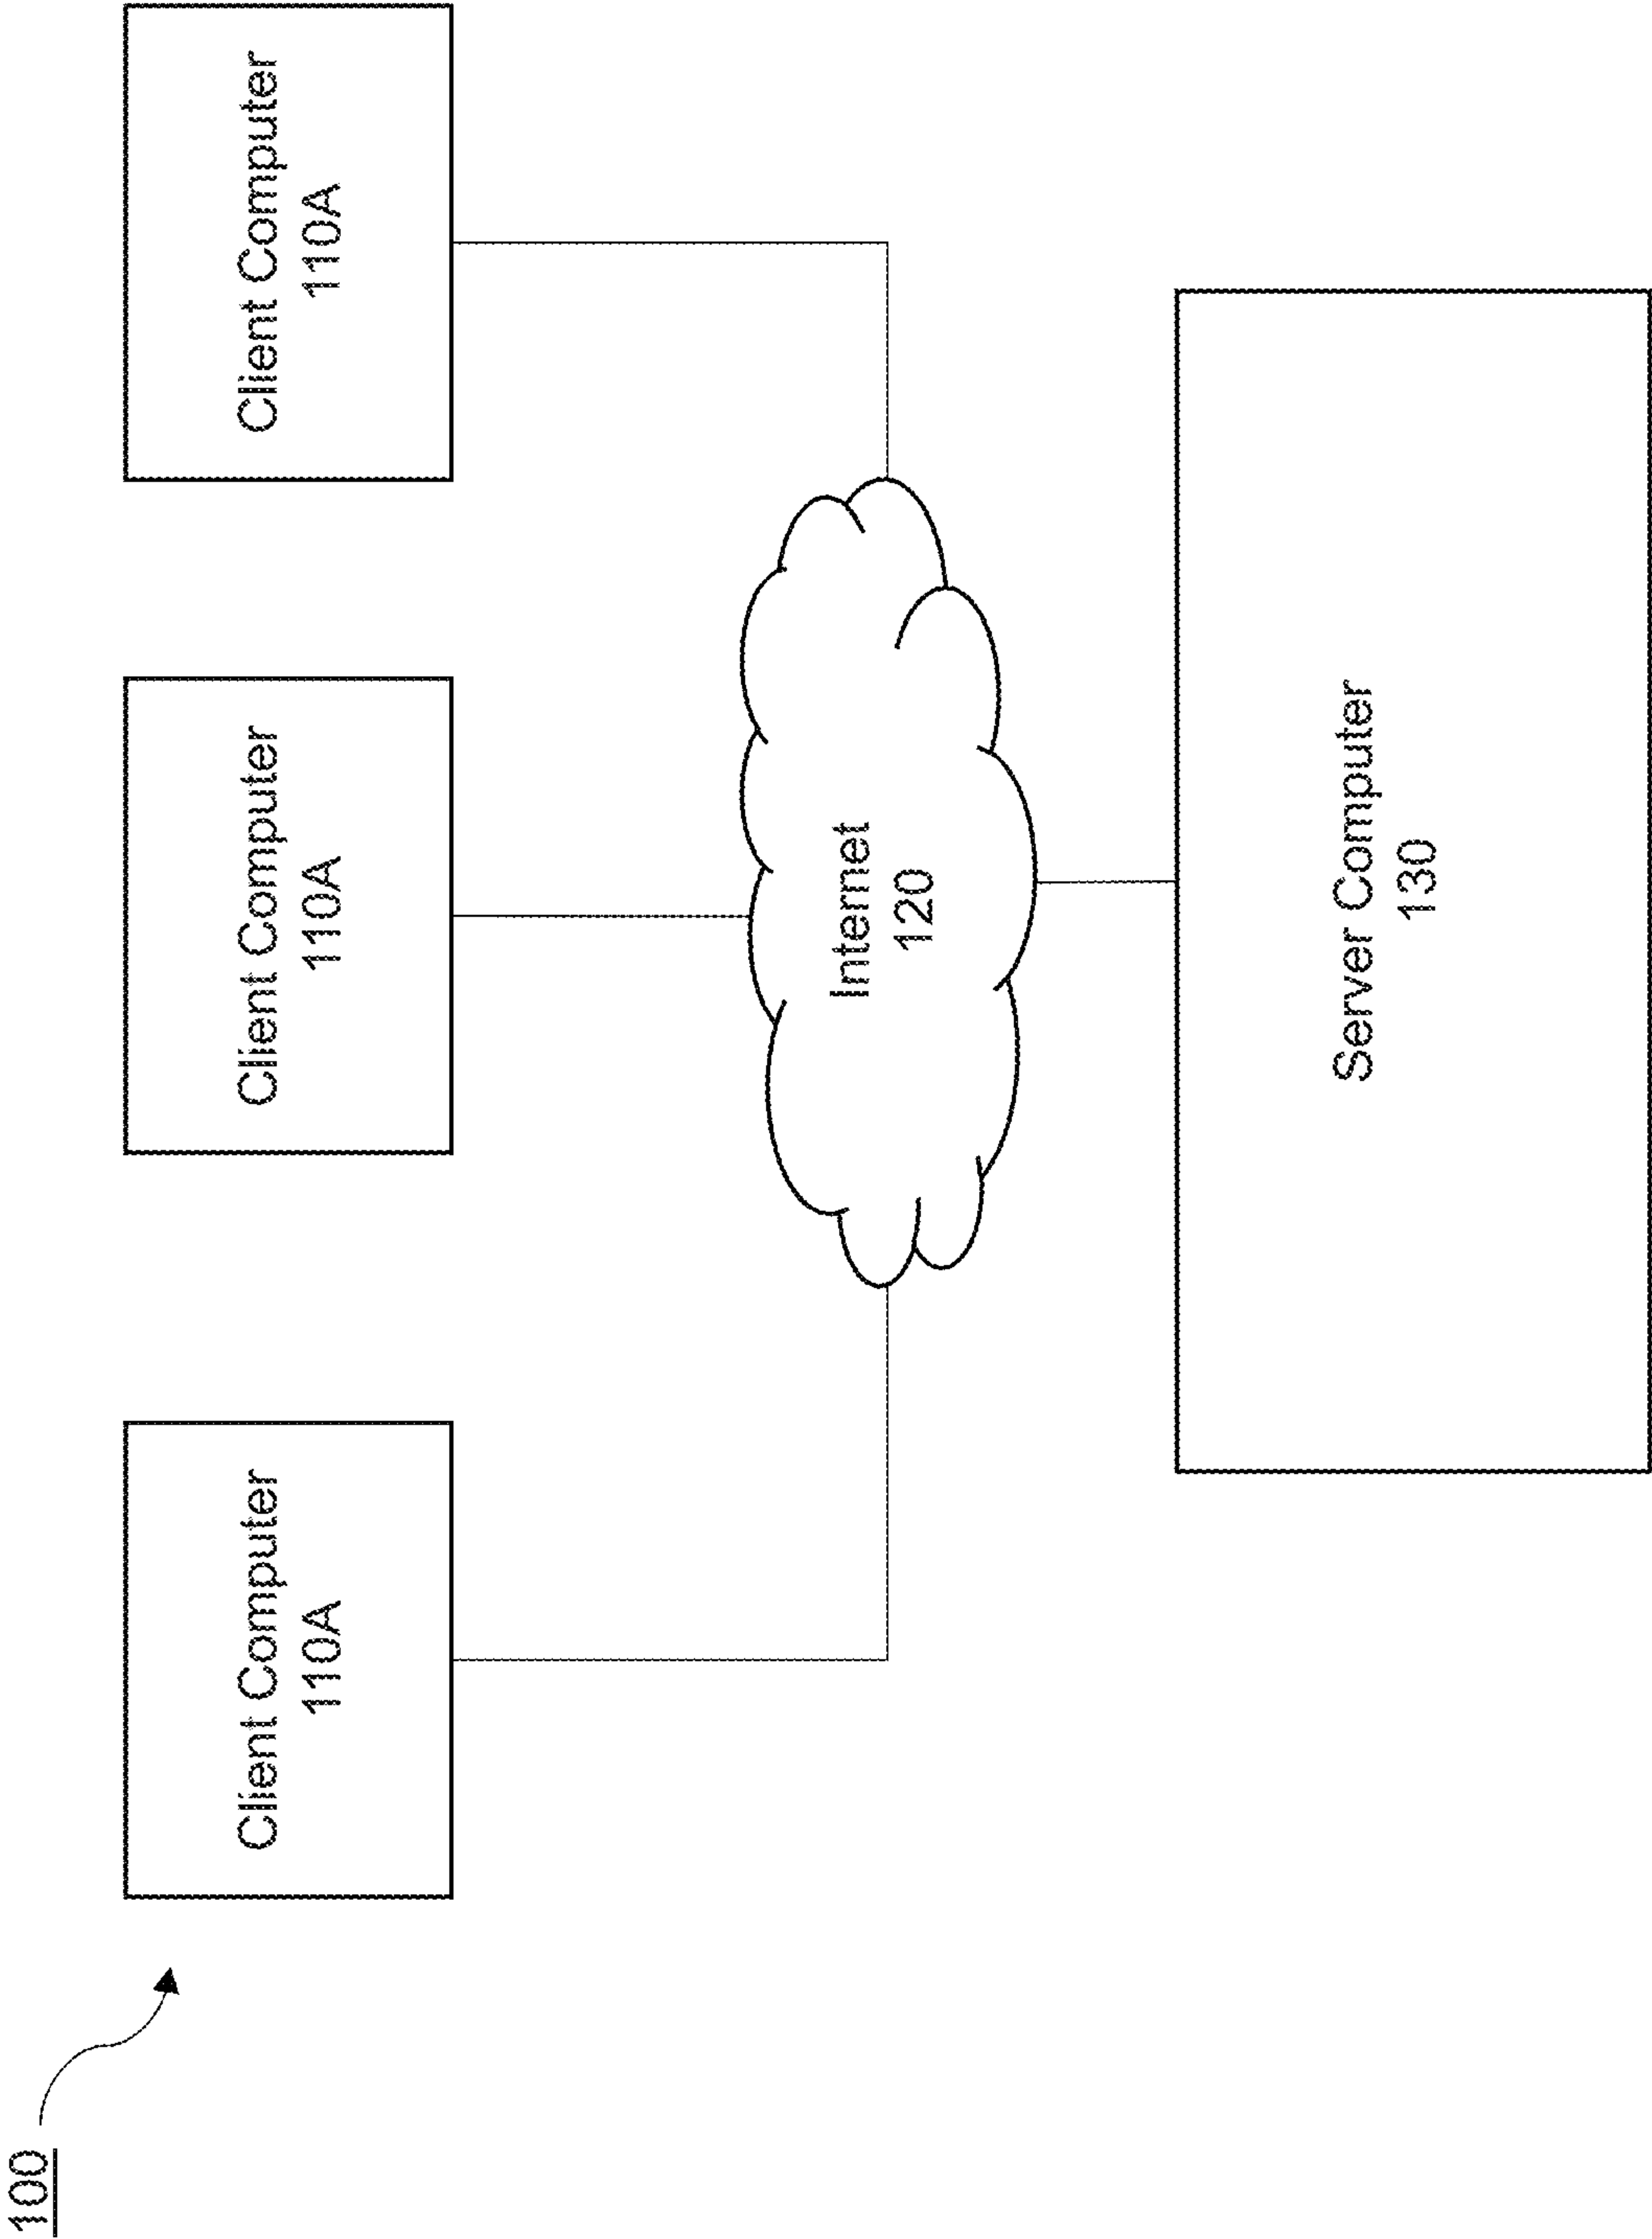 100
Client Computer
110A
Client Computer
110A
Client Computer
110A
Internet
120
Server Computer
130